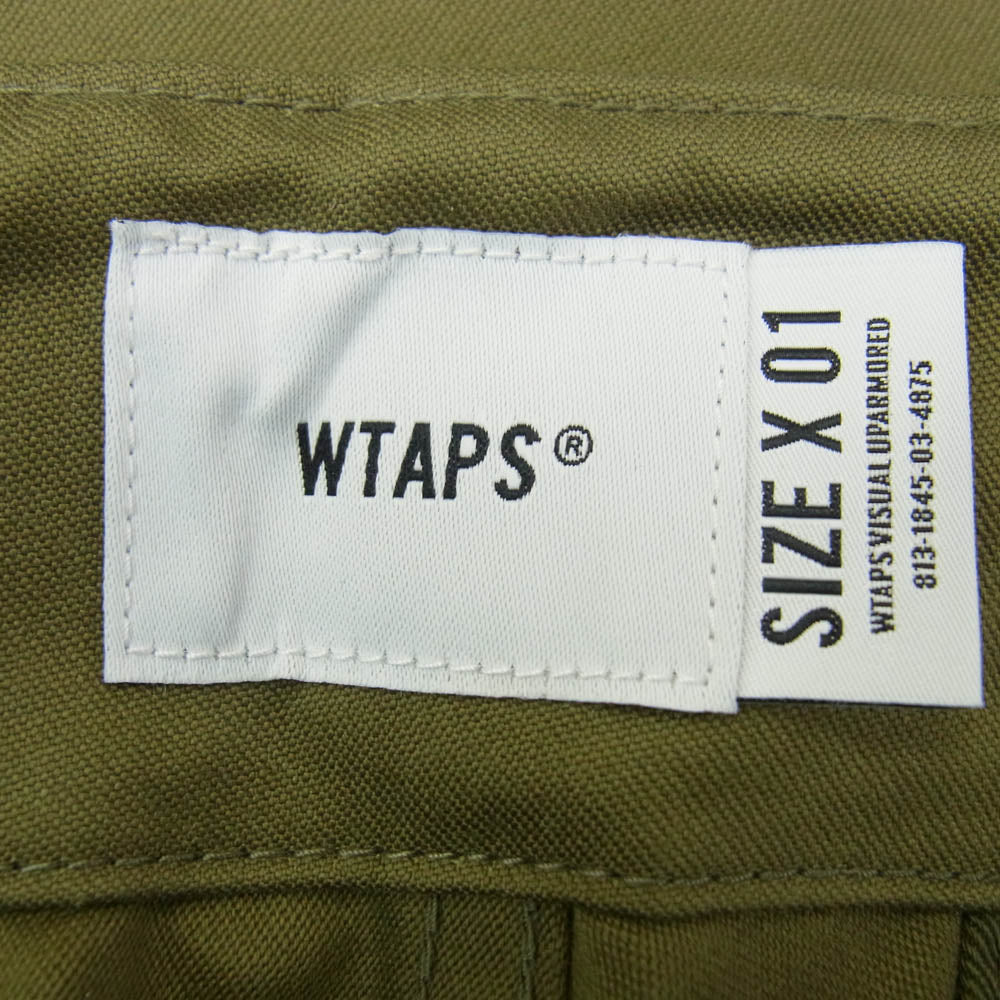 WTAPS®
SIZE X 01
WTAPS VISUAL UPARMORED
813-1845-03-4875